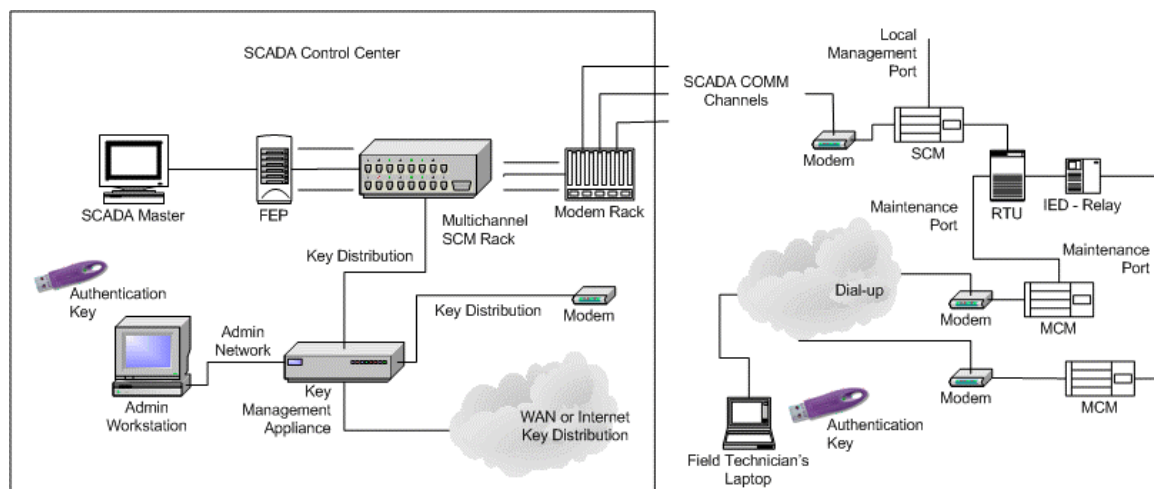 SCADA Control Center
SCADA Master
FEP
Multichannel
SCM Rack
Modem Rack
Key Distribution
Authentication
Key
Key Distribution
Modem
Admin
Network
Admin
Workstation
Key
Management
Appliance
WAN or Internet
Key Distribution
SCADA COMM
Channels
Local
Management
Port
Modem
SCM
RTU
IED - Relay
Maintenance
Port
Maintenance
Port
Dial-up
Modem
MCM
Modem
MCM
Authentication
Key
Field Technician's
Laptop